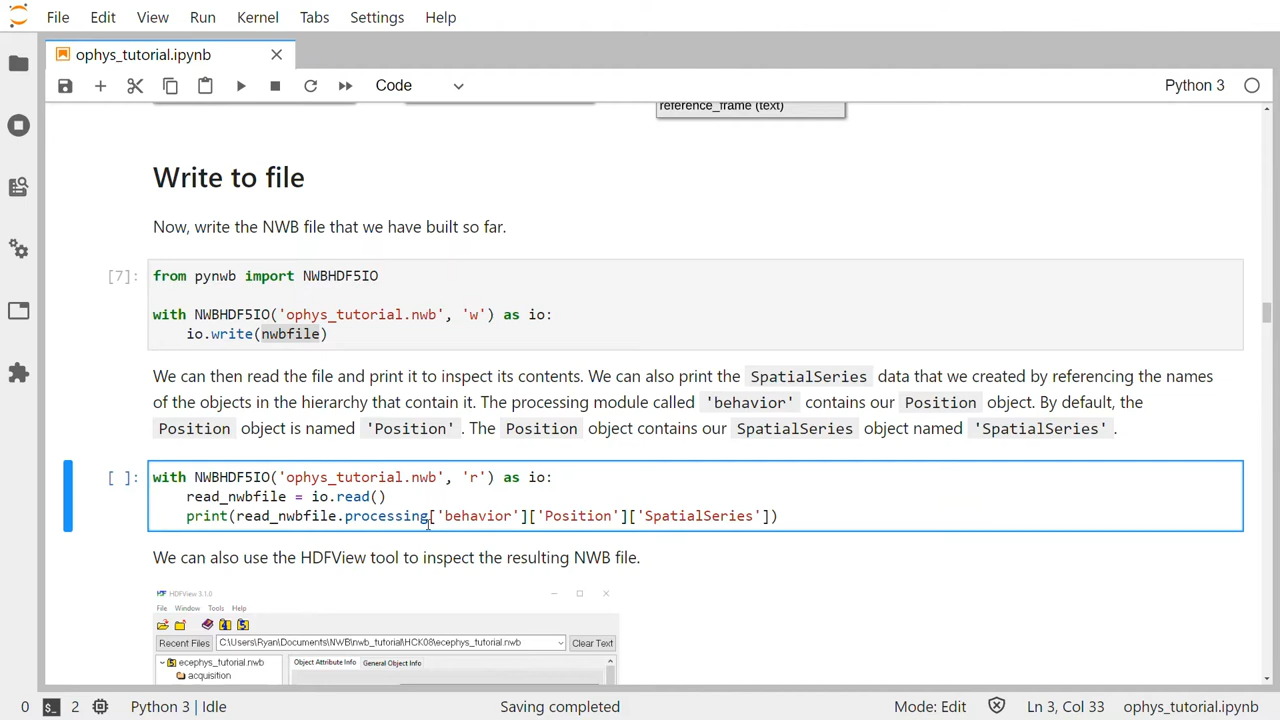 File Edit View Run Kernel Tabs Settings Help
ophys_tutorial.ipynb
Code
Python 3
reference_frame (text)
Write to file
Now, write the NWB file that we have built so far.
[7]:
from pynwb import NWBHDF5IO
with NWBHDF5IO('ophys_tutorial.nwb', 'w') as io:
io.write(nwbfile)
We can then read the file and print it to inspect its contents. We can also print the SpatialSeries data that we created by referencing the names
of the objects in the hierarchy that contain it. The processing module called 'behavior' contains our Position object. By default, the
Position object is named 'Position'. The Position object contains our SpatialSeries object named 'SpatialSeries'.
[ ]:
with NWBHDF5IO('ophys_tutorial.nwb', 'r') as io:
read_nwbfile = io.read()
print(read_nwbfile.processing['behavior']['Position']['SpatialSeries'])
We can also use the HDFView tool to inspect the resulting NWB file.
HDFView 3.1.0
File Window Tools Help
Recent Files C:\Users\Ryan\Documents\NWB\nwb_tutorial\HCK08\ecephys_tutorial.nwb Clear Text
ecephys_tutorial.nwb
Object Attribute Info General Object Info
acquisition
0 2 Python 3 | Idle Saving completed Mode: Edit Ln 3, Col 33 ophys_tutorial.ipynb